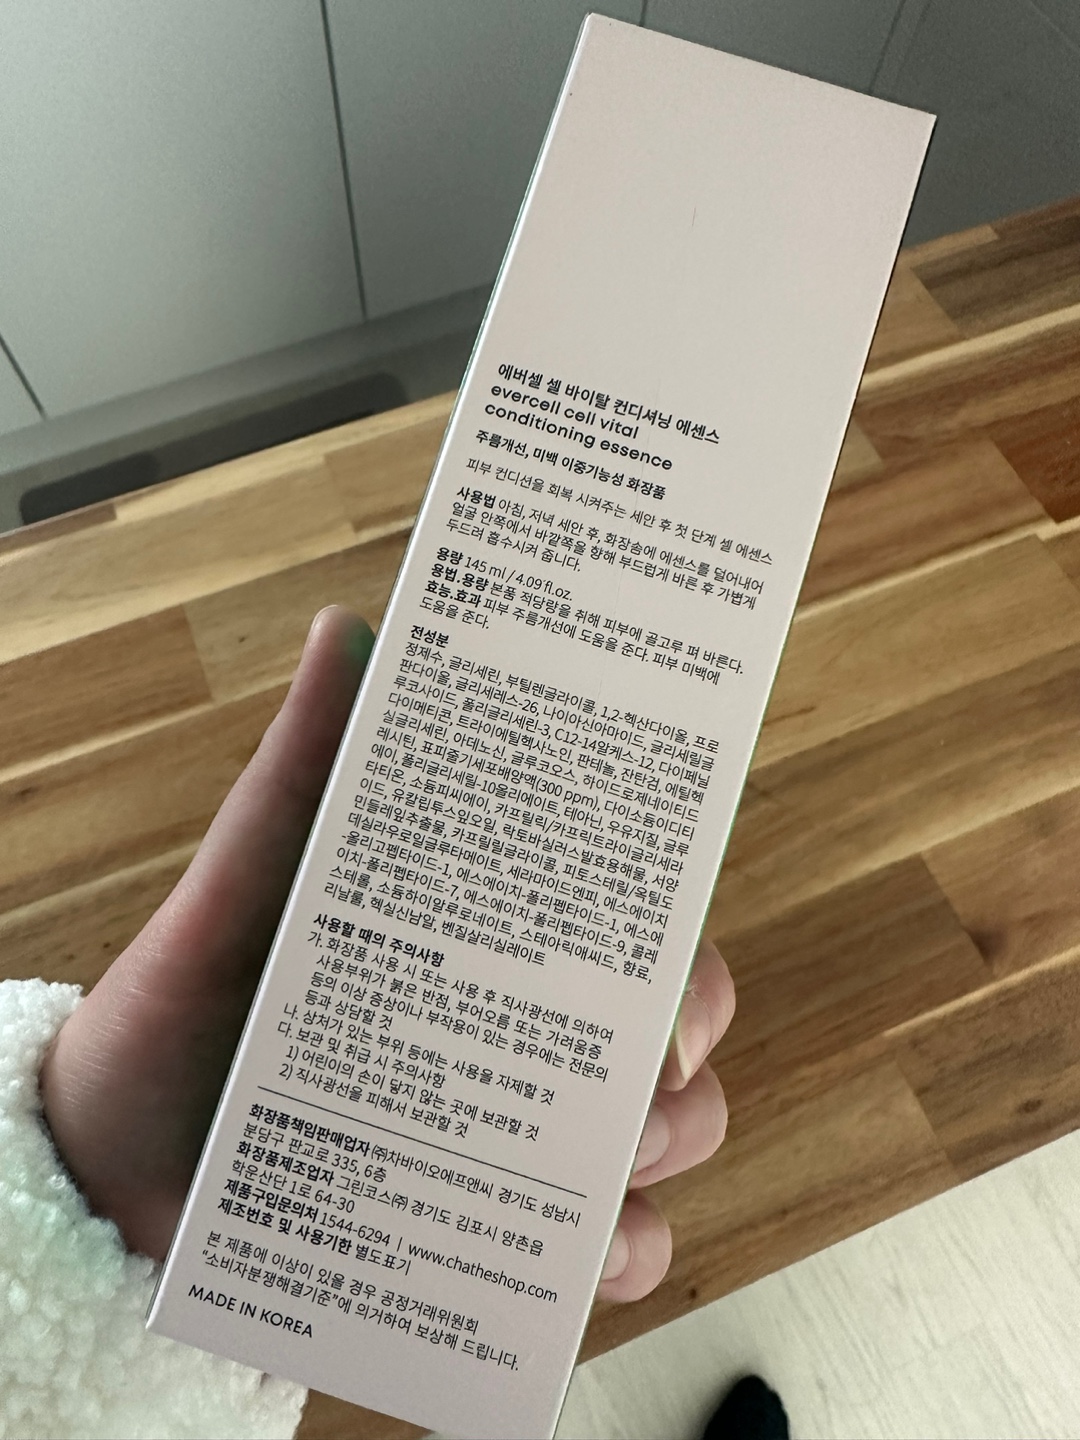 에버셀 셀 바이탈 컨디셔닝 에센스
evercell cell vital
conditioning essence
주름개선, 미백 이중기능성 화장품
피부 컨디션을 회복 시켜주는 세안 후 첫 단계 셀 에센스
사용법 아침, 저녁 세안 후, 화장솜에 에센스를 덜어내어
얼굴 안쪽에서 바깥쪽을 향해 부드럽게 바른 후 가볍게
두드려 흡수시켜 줍니다.
용량 145 ml / 4.09fl.oz.
용법.용량 본품 적당량을 취해 피부에 골고루 펴 바른다.
효능.효과 피부 주름개선에 도움을 준다. 피부 미백에
도움을 준다.
전성분
정제수, 글리세린, 부틸렌글라이콜, 1,2-헥산다이올, 프로
판다이올, 글리세레스-26, 나이아신아마이드, 글리세릴글
루코사이드, 폴리글리세린-3, C12-14알케스-12, 다이페닐
다이메티콘, 트라이에틸헥사노인, 판테놀, 잔탄검, 에틸헥
실글리세린, 아데노신, 글루코오스, 하이드로제네이티드
레시틴, 표피줄기세포배양액(300 ppm), 다이소듐이디티
에이, 폴리글리세릴-10올리에이트, 테아닌, 우유지질, 글루
타티온, 소듐피씨에이, 카프릴릭/카프릭트라이글리세라
이드, 유칼립투스잎오일, 락토바실러스발효용해물, 서양
민들레잎추출물, 카프릴릴글라이콜, 피토스테릴/옥틸도
데실라우로일글루타메이트, 세라마이드엔피, 에스에이치
-올리고펩타이드-1, 에스에이치-폴리펩타이드-1, 에스에
이치-폴리펩타이드-7, 에스에이치-폴리펩타이드-9, 콜레
스테롤, 소듐하이알루로네이트, 스테아릭애씨드, 향료,
리날룰, 헥실신남알, 벤질살리실레이트
사용할 때의 주의사항
가. 화장품 사용 시 또는 사용 후 직사광선에 의하여
사용부위가 붉은 반점, 부어오름 또는 가려움증
등의 이상 증상이나 부작용이 있는 경우에는 전문의
등과 상담할 것
나. 상처가 있는 부위 등에는 사용을 자제할 것
다. 보관 및 취급 시 주의사항
1) 어린이의 손이 닿지 않는 곳에 보관할 것
2) 직사광선을 피해서 보관할 것
화장품책임판매업자 ㈜차바이오에프앤씨 경기도 성남시
분당구 판교로 335, 6층
화장품제조업자 그린코스㈜ 경기도 김포시 양촌읍
학운산단 1로 64-30
제품구입문의처 1544-6294 | www.chatheshop.com
제조번호 및 사용기한 별도표기
본 제품에 이상이 있을 경우 공정거래위원회
"소비자분쟁해결기준"에 의거하여 보상해 드립니다.
MADE IN KOREA